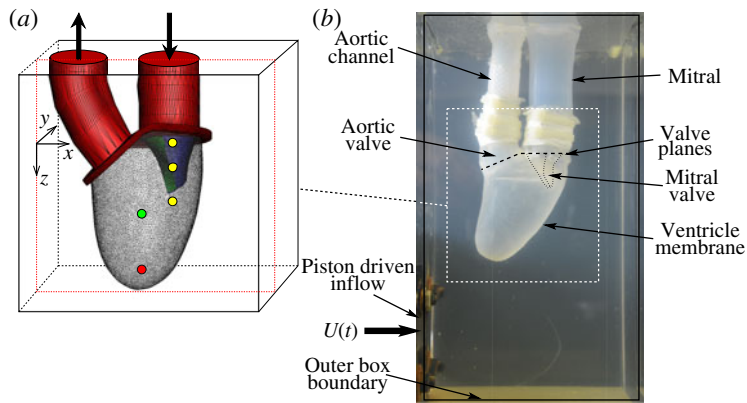 (a)
y
x
z
(b)
Aortic
channel
Mitral
Aortic
valve
Valve
planes
Mitral
valve
Ventricle
membrane
Piston driven
inflow
U(t)
Outer box
boundary